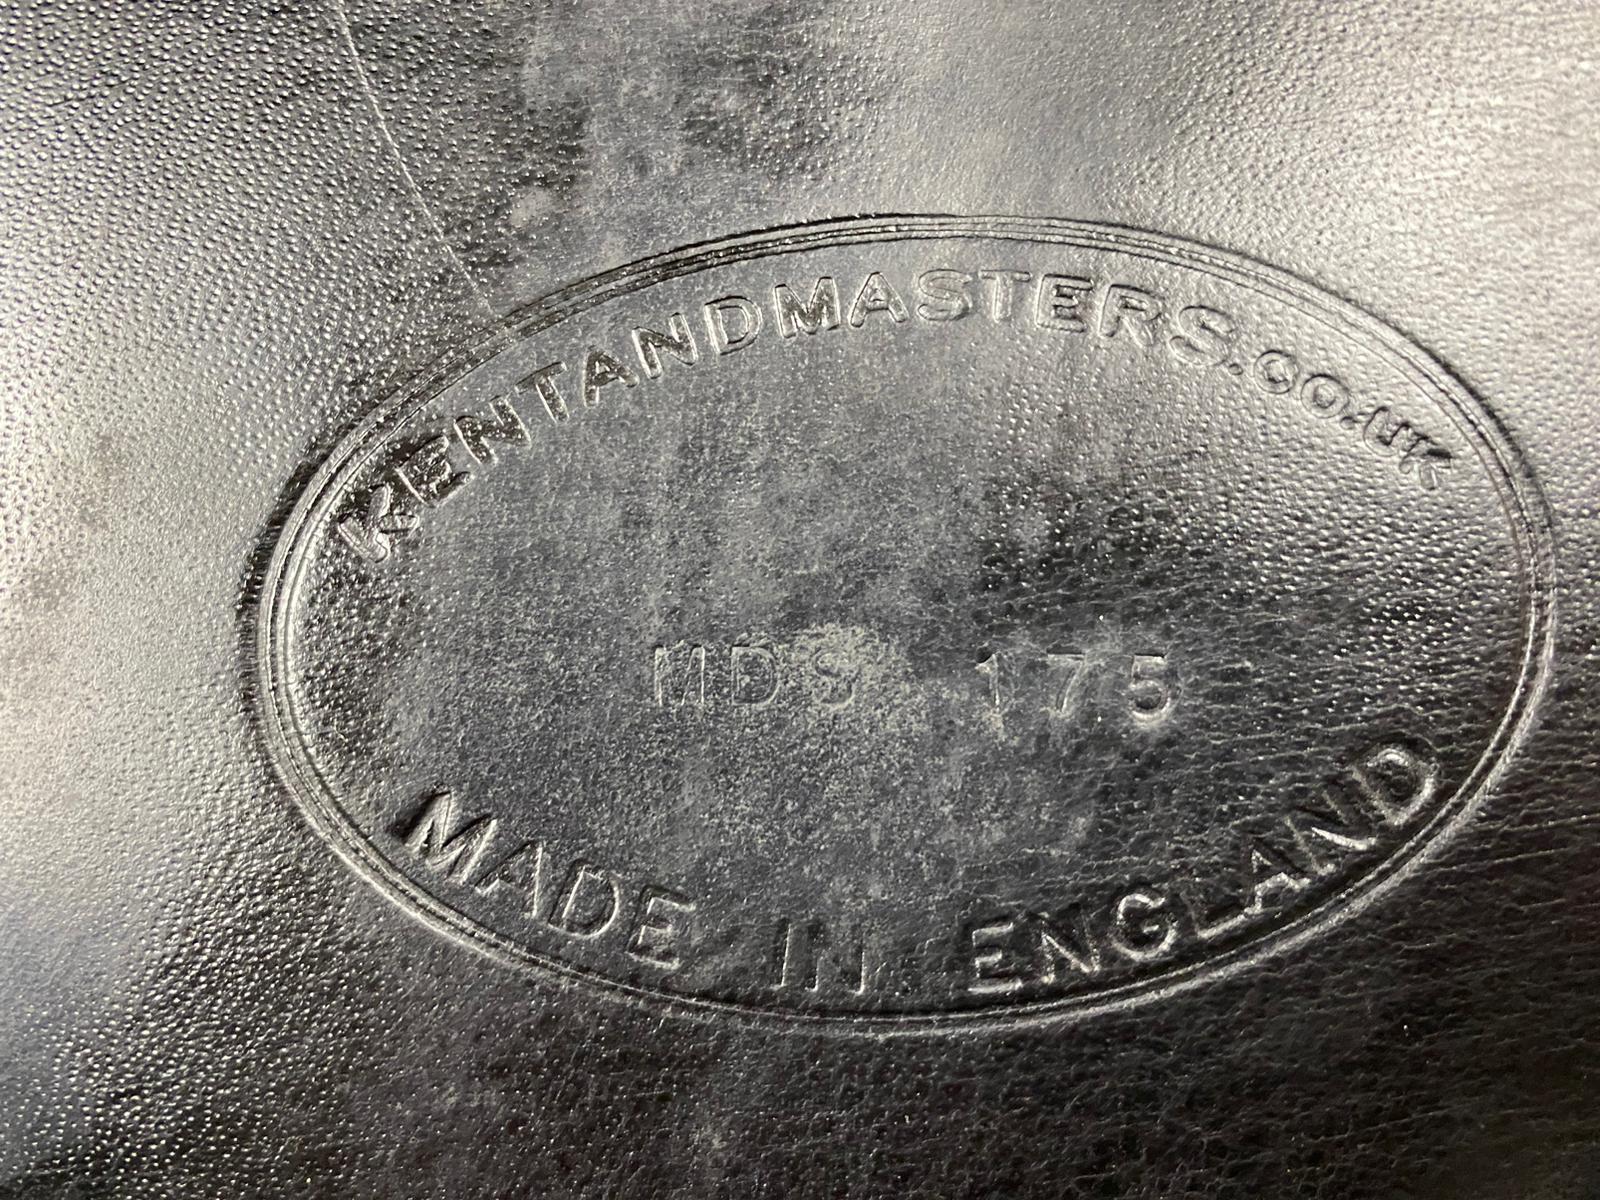 KENTANDMASTERS.CO.UK
MDS 175
MADE IN ENGLAND